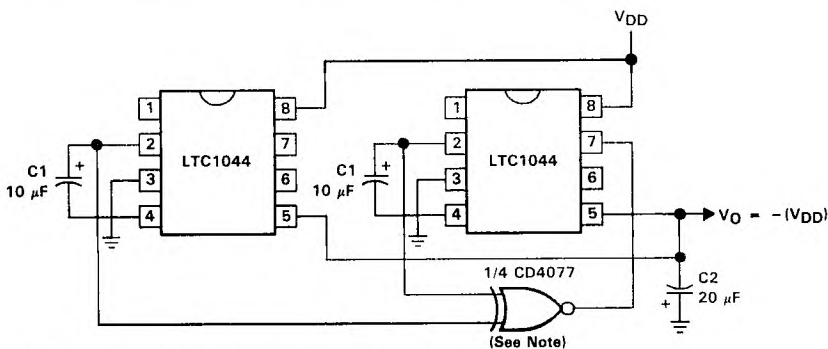 VDD
1
8
2
7
LTC1044
3
6
4
5
C1
+
10 µF
1
8
2
7
LTC1044
3
6
4
5
C1
+
10 µF
VO = −(VDD)
1/4 CD4077
(See Note)
C2
20 µF
+